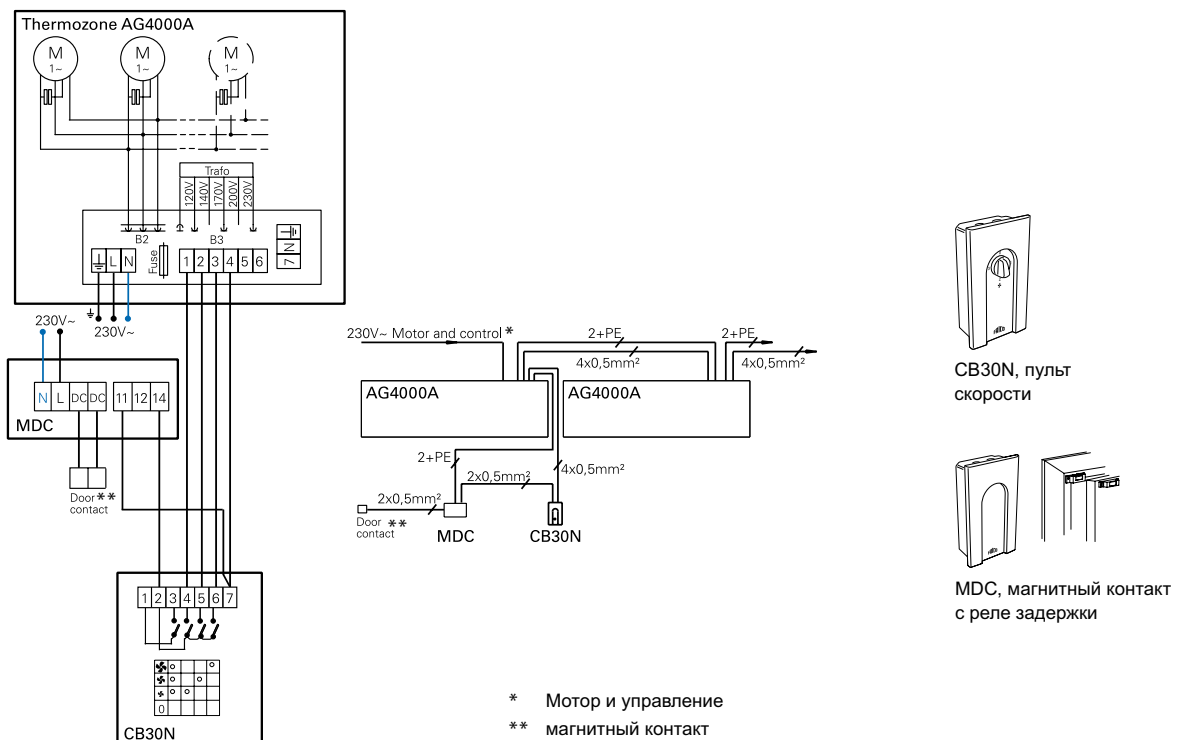 Thermozone AG4000A
M
1~
M
1~
M
1~
Trafo
120V
140V
170V
200V
230V
B2
B3
Fuse
L N
1 2 3 4 5 6
7 N
230V~
230V~
N L DC DC 11 12 14
MDC
Door **
contact
1 2 3 4 5 6 7
0
CB30N
230V~ Motor and control *
2+PE
2+PE
4x0,5mm²
4x0,5mm²
AG4000A
AG4000A
2+PE
2x0,5mm²
4x0,5mm²
2x0,5mm²
Door **
contact
MDC
CB30N
* Мотор и управление
** магнитный контакт
CB30N, пульт
скорости
MDC, магнитный контакт
с реле задержки